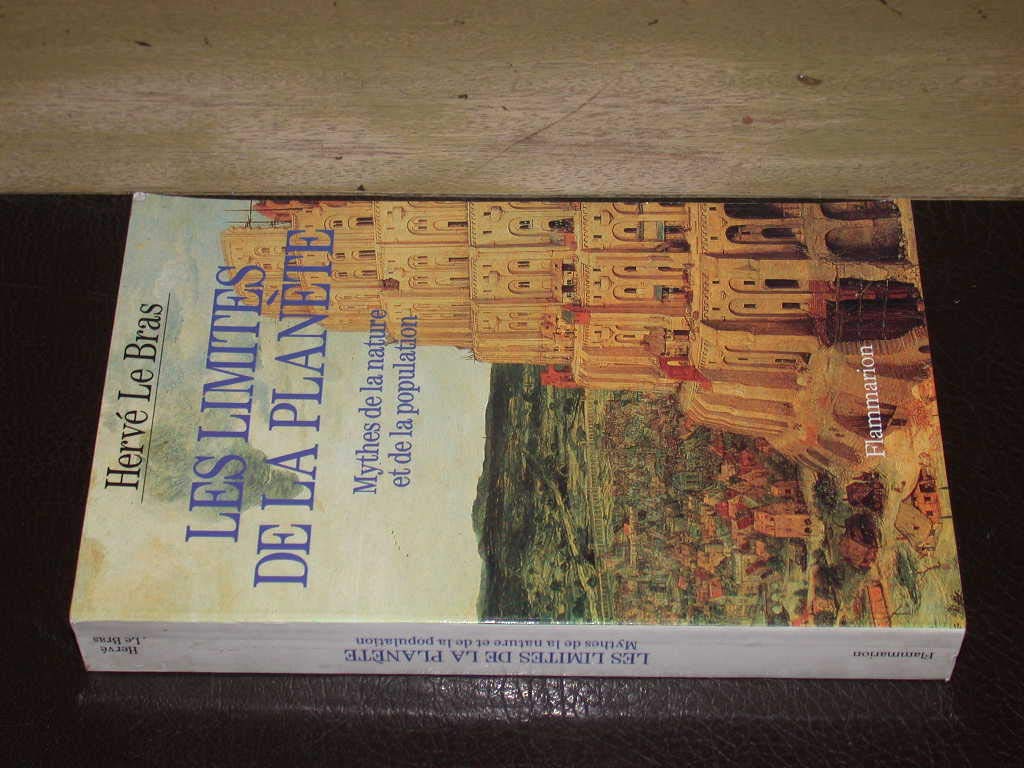 Hervé Le Bras
LES LIMITES
DE LA PLANÈTE
Mythes de la nature
et de la population
Flammarion
Hervé
Le Bras
LES LIMITES DE LA PLANÈTE
Mythes de la nature et de la population
Flammarion